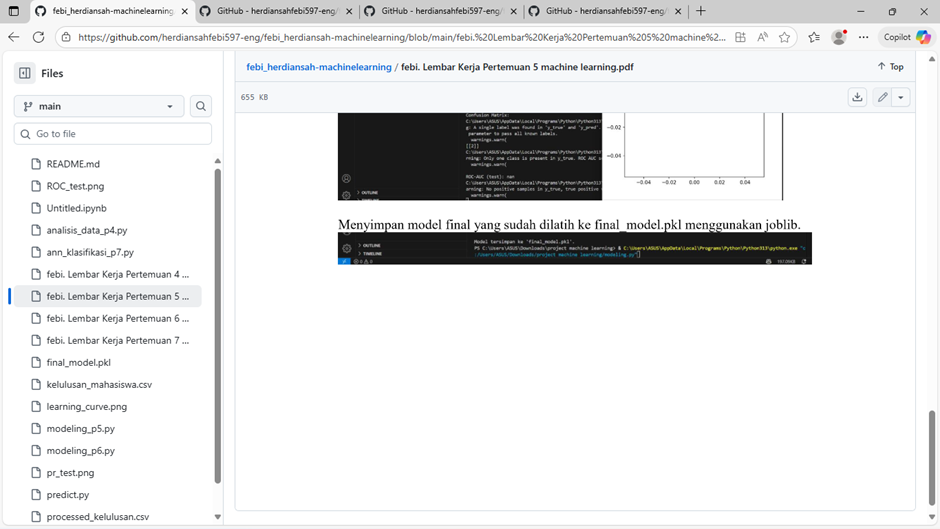 febi_herdiansah-machinelearning
GitHub - herdiansahfebi597-eng/
GitHub - herdiansahfebi597-eng/
GitHub - herdiansahfebi597-eng/
https://github.com/herdiansahfebi597-eng/febi_herdiansah-machinelearning/blob/main/febi.%20Lembar%20Kerja%20Pertemuan%205%20machine%2...
Copilot
Files
febi_herdiansah-machinelearning / febi. Lembar Kerja Pertemuan 5 machine learning.pdf
Top
main
655 KB
Go to file
README.md
ROC_test.png
Untitled.ipynb
analisis_data_p4.py
ann_klasifikasi_p7.py
febi. Lembar Kerja Pertemuan 4 ...
febi. Lembar Kerja Pertemuan 5 ...
febi. Lembar Kerja Pertemuan 6 ...
febi. Lembar Kerja Pertemuan 7 ...
final_model.pkl
kelulusan_mahasiswa.csv
learning_curve.png
modeling_p5.py
modeling_p6.py
pr_test.png
predict.py
processed_kelulusan.csv
Confusion Matrix:
C:\Users\ASUS\AppData\Local\Programs\Python\Python313\
g: A single label was found in 'y_true' and 'y_pred'.
parameter to pass all known labels.
warnings.warn(
[[3]]
C:\Users\ASUS\AppData\Local\Programs\Python\Python313\
rning: Only one class is present in y_true. ROC AUC s
warnings.warn(
ROC-AUC (test): nan
C:\Users\ASUS\AppData\Local\Programs\Python\Python313\
rning: No positive samples in y_true, true positive
warnings.warn(
OUTLINE
TIMELINE
−0.02
−0.04
−0.04 −0.02 0.00 0.02 0.04
Menyimpan model final yang sudah dilatih ke final_model.pkl menggunakan joblib.
OUTLINE
TIMELINE
Model tersimpan ke 'final_model.pkl'.
PS C:\Users\ASUS\Downloads\project machine learning> & C:\Users\ASUS\AppData\Local\Programs\Python\Python313\python.exe "c
:/Users/ASUS/Downloads/project machine learning/modeling.py"